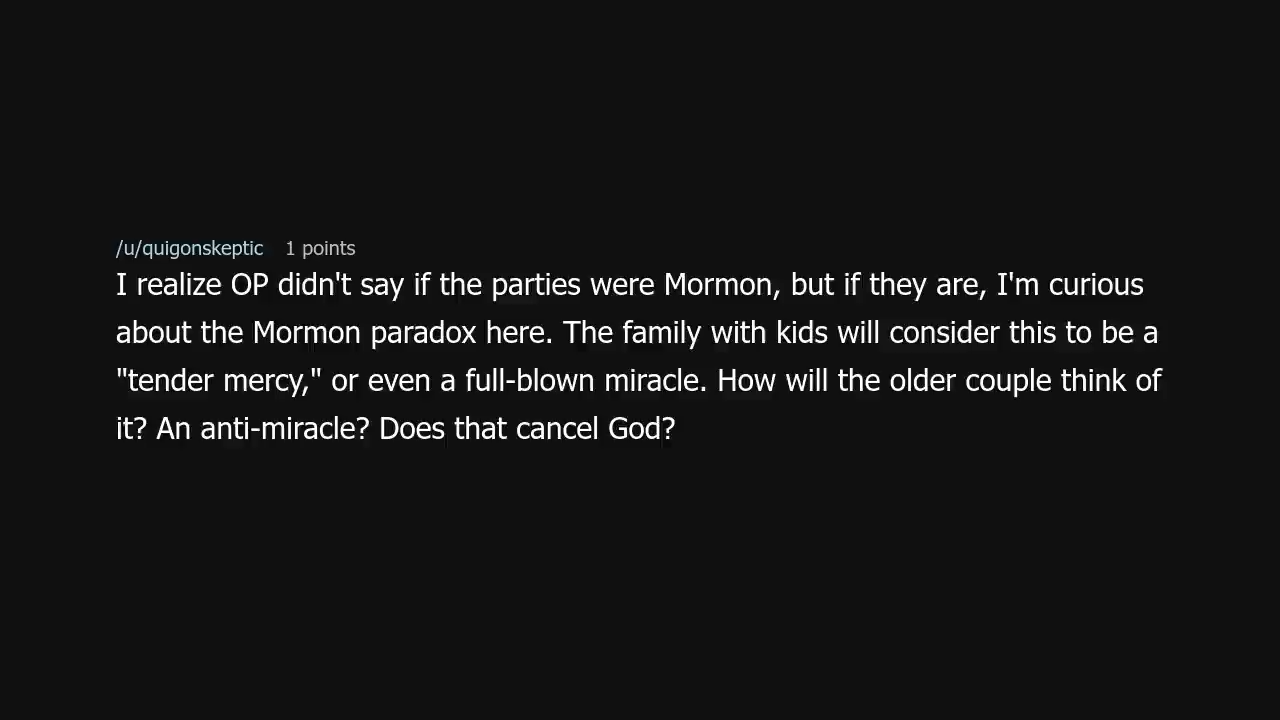 /u/quigonskeptic 1 points
I realize OP didn't say if the parties were Mormon, but if they are, I'm curious
about the Mormon paradox here. The family with kids will consider this to be a
"tender mercy," or even a full-blown miracle. How will the older couple think of
it? An anti-miracle? Does that cancel God?